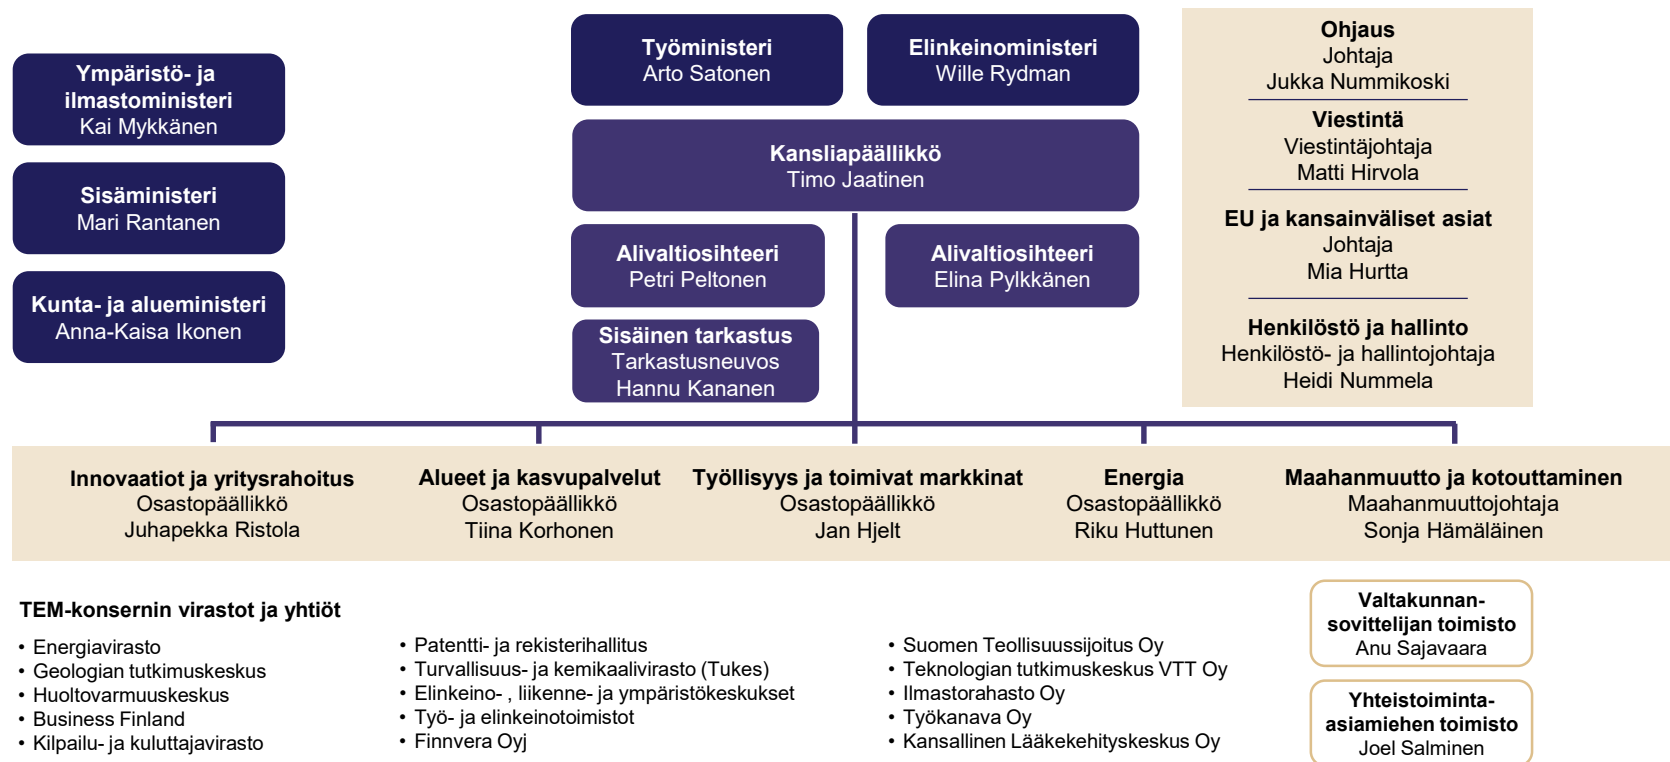 Ympäristö- ja
ilmastoministeri
Kai Mykkänen
Sisäministeri
Mari Rantanen
Kunta- ja alueministeri
Anna-Kaisa Ikonen
Työministeri
Arto Satonen
Elinkeinoministeri
Wille Rydman
Kansliapäällikkö
Timo Jaatinen
Alivaltiosihteeri
Petri Peltonen
Alivaltiosihteeri
Elina Pylkkänen
Sisäinen tarkastus
Tarkastusneuvos
Hannu Kananen
Ohjaus
Johtaja
Jukka Nummikoski
Viestintä
Viestintäjohtaja
Matti Hirvola
EU ja kansainväliset asiat
Johtaja
Mia Hurtta
Henkilöstö ja hallinto
Henkilöstö- ja hallintojohtaja
Heidi Nummela
Innovaatiot ja yritysrahoitus
Osastopäällikkö
Juhapekka Ristola
Alueet ja kasvupalvelut
Osastopäällikkö
Tiina Korhonen
Työllisyys ja toimivat markkinat
Osastopäällikkö
Jan Hjelt
Energia
Osastopäällikkö
Riku Huttunen
Maahanmuutto ja kotouttaminen
Maahanmuuttojohtaja
Sonja Hämäläinen
TEM-konsernin virastot ja yhtiöt
• Energiavirasto
• Geologian tutkimuskeskus
• Huoltovarmuuskeskus
• Business Finland
• Kilpailu- ja kuluttajavirasto
• Patentti- ja rekisterihallitus
• Turvallisuus- ja kemikaalivirasto (Tukes)
• Elinkeino- , liikenne- ja ympäristökeskukset
• Työ- ja elinkeinotoimistot
• Finnvera Oyj
• Suomen Teollisuussijoitus Oy
• Teknologian tutkimuskeskus VTT Oy
• Ilmastorahasto Oy
• Työkanava Oy
• Kansallinen Lääkekehityskeskus Oy
Valtakunnan-
sovittelijan toimisto
Anu Sajavaara
Yhteistoiminta-
asiamiehen toimisto
Joel Salminen